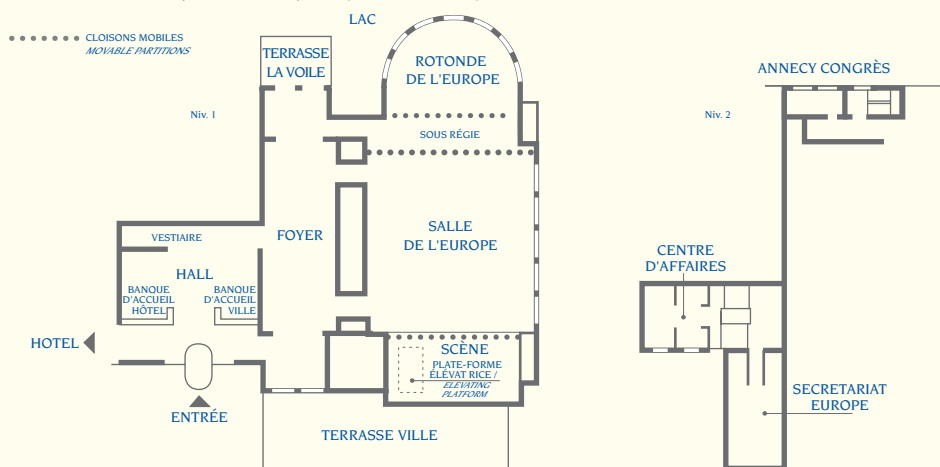 LAC
CLOISONS MOBILES
MOVABLE PARTITIONS
TERRASSE
LA VOILE
ROTONDE
DE L'EUROPE
ANNECY CONGRÈS
Niv. 1
Niv. 2
SOUS RÉGIE
VESTIAIRE
FOYER
SALLE
DE L'EUROPE
HALL
CENTRE
D'AFFAIRES
BANQUE
D'ACCUEIL
HÔTEL
BANQUE
D'ACCUEIL
VILLE
HOTEL
SCÈNE
PLATE-FORME
ÉLÉVAT RICE /
ELEVATING
PLATFORM
SECRETARIAT
EUROPE
ENTRÉE
TERRASSE VILLE